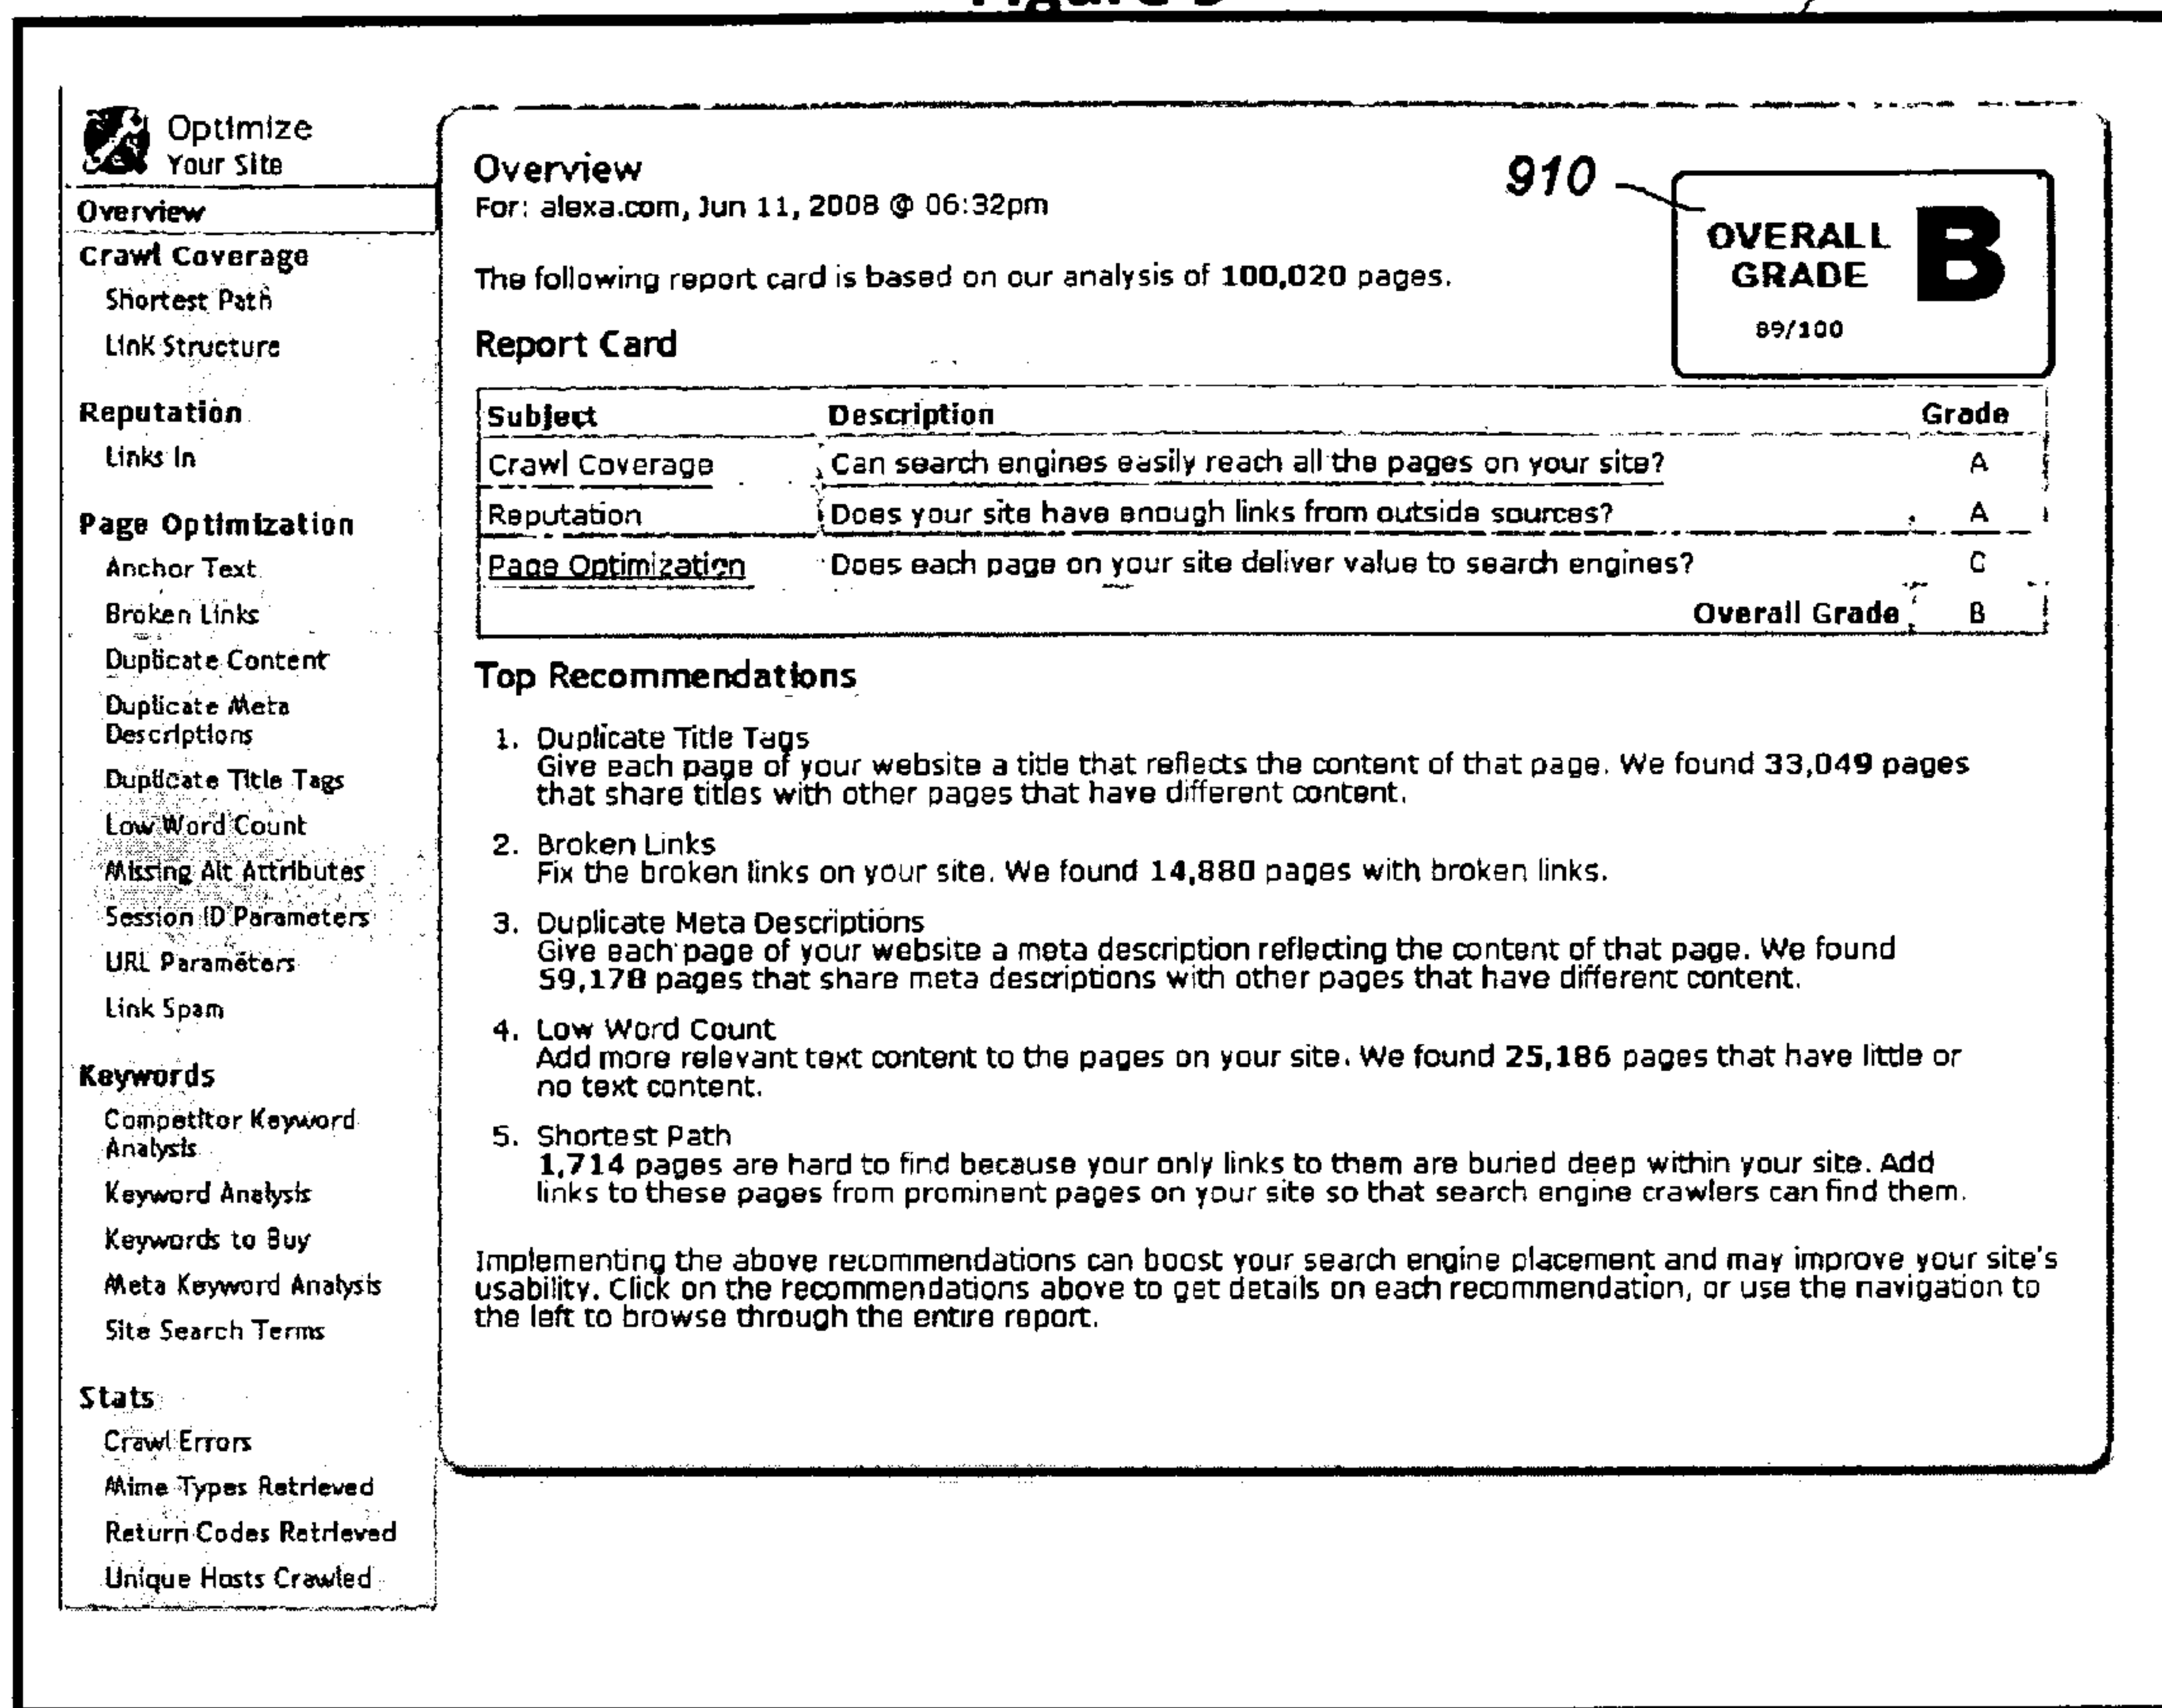 Optimize
Your Site
Overview
Crawl Coverage
Shortest Path
Link Structure
Reputation
Links In
Page Optimization
Anchor Text
Broken Links
Duplicate Content
Duplicate Meta
Descriptions
Duplicate Title Tags
Low Word Count
Missing Alt Attributes
Session ID Parameters
URL Parameters
Link Spam
Keywords
Competitor Keyword
Analysis
Keyword Analysis
Keywords to Buy
Meta Keyword Analysis
Site Search Terms
Stats
Crawl Errors
Mime Types Retrieved
Return Codes Retrieved
Unique Hosts Crawled
Overview
For: alexa.com, Jun 11, 2008 @ 06:32pm
910
OVERALL
GRADE
B
89/100
The following report card is based on our analysis of 100,020 pages.
Report Card
Subject Description Grade
Crawl Coverage Can search engines easily reach all the pages on your site? A
Reputation Does your site have enough links from outside sources? A
Page Optimization Does each page on your site deliver value to search engines? C
Overall Grade B
Top Recommendations
1. Duplicate Title Tags
Give each page of your website a title that reflects the content of that page. We found 33,049 pages
that share titles with other pages that have different content.
2. Broken Links
Fix the broken links on your site. We found 14,880 pages with broken links.
3. Duplicate Meta Descriptions
Give each page of your website a meta description reflecting the content of that page. We found
59,178 pages that share meta descriptions with other pages that have different content.
4. Low Word Count
Add more relevant text content to the pages on your site. We found 25,186 pages that have little or
no text content.
5. Shortest Path
1,714 pages are hard to find because your only links to them are buried deep within your site. Add
links to these pages from prominent pages on your site so that search engine crawlers can find them.
Implementing the above recommendations can boost your search engine placement and may improve your site's
usability. Click on the recommendations above to get details on each recommendation, or use the navigation to
the left to browse through the entire report.